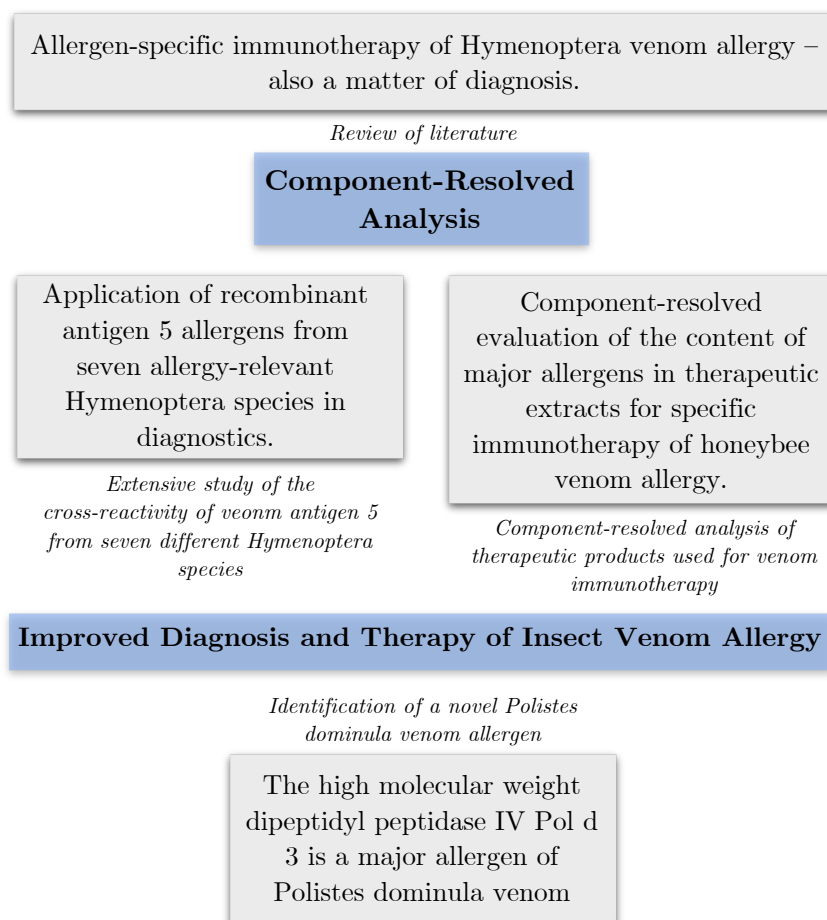 Allergen-specific immunotherapy of Hymenoptera venom allergy –
also a matter of diagnosis.
Review of literature
Component-Resolved
Analysis
Application of recombinant
antigen 5 allergens from
seven allergy-relevant
Hymenoptera species in
diagnostics.
Extensive study of the
cross-reactivity of veonm antigen 5
from seven different Hymenoptera
species
Component-resolved
evaluation of the content of
major allergens in therapeutic
extracts for specific
immunotherapy of honeybee
venom allergy.
Component-resolved analysis of
therapeutic products used for venom
immunotherapy
Improved Diagnosis and Therapy of Insect Venom Allergy
Identification of a novel Polistes
dominula venom allergen
The high molecular weight
dipeptidyl peptidase IV Pol d
3 is a major allergen of
Polistes dominula venom